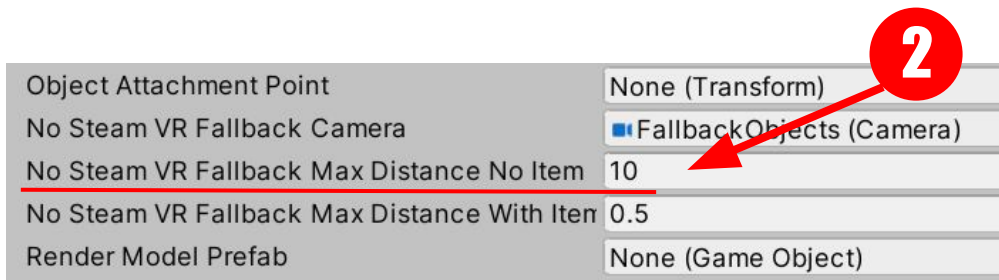 2
Object Attachment Point None (Transform)
No Steam VR Fallback Camera FallbackObjects (Camera)
No Steam VR Fallback Max Distance No Item 10
No Steam VR Fallback Max Distance With Item 0.5
Render Model Prefab None (Game Object)